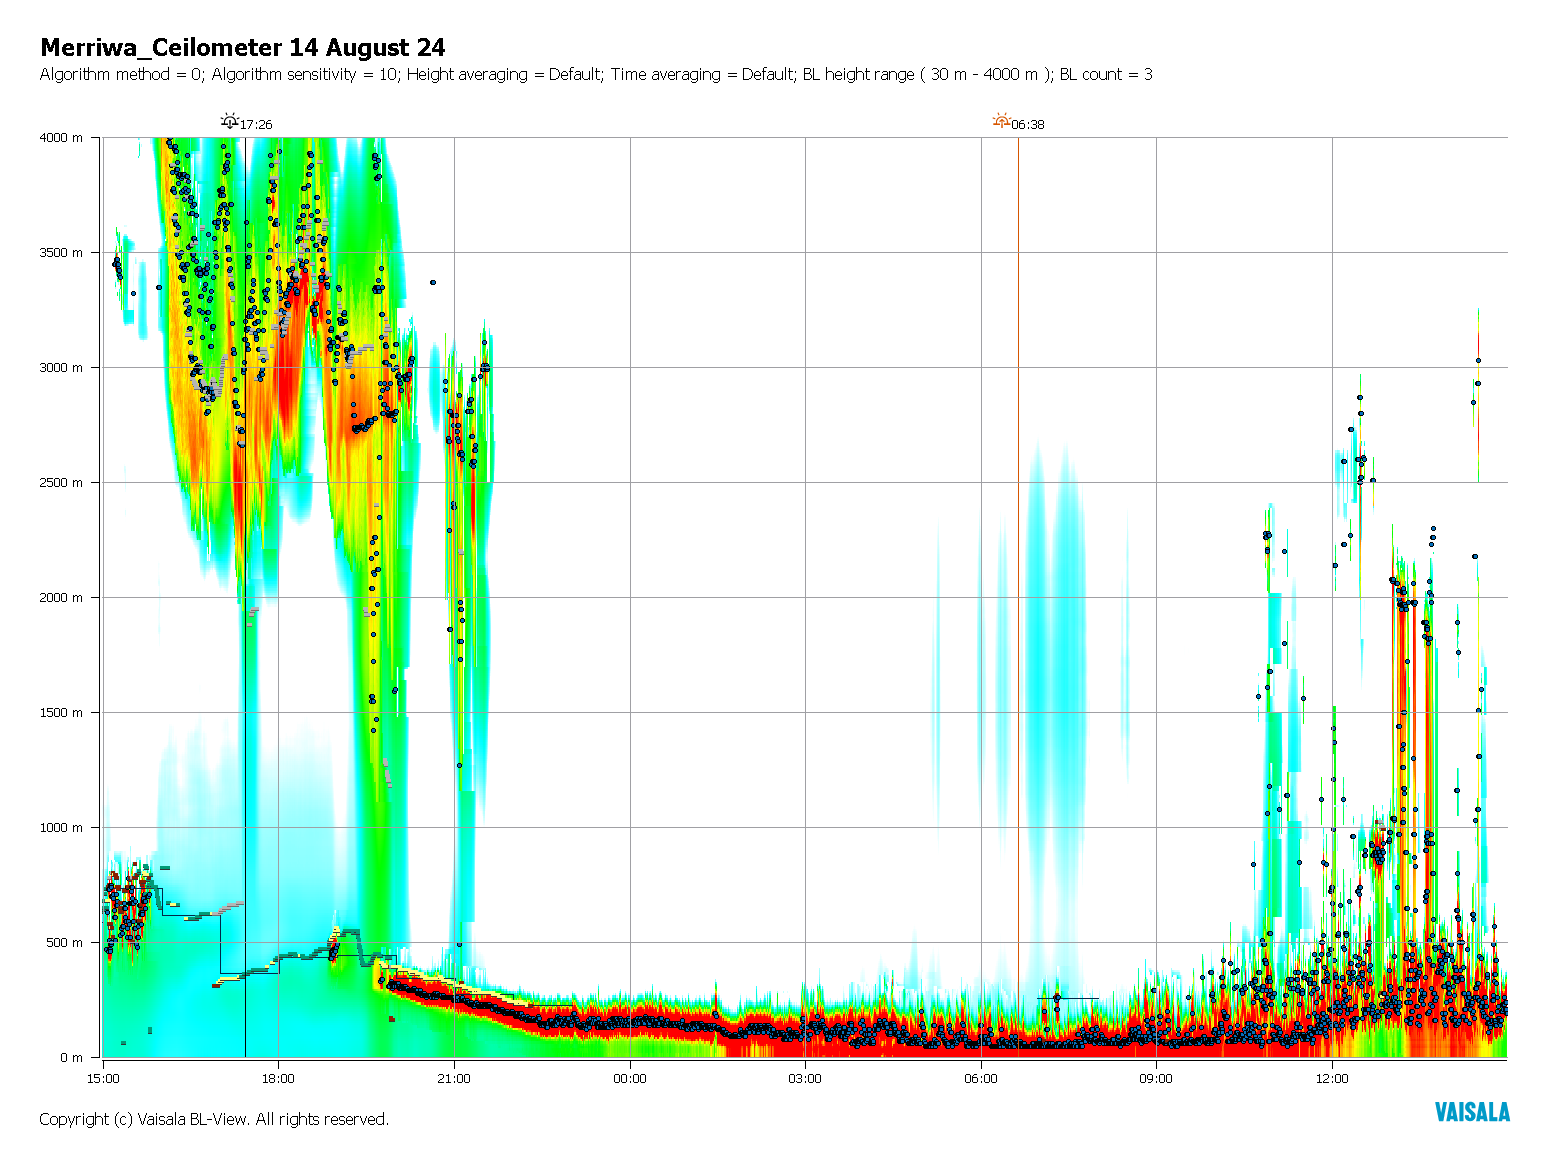 Merriwa_Ceilometer 14 August 24
Algorithm method = 0; Algorithm sensitivity = 10; Height averaging = Default; Time averaging = Default; BL height range ( 30 m - 4000 m ); BL count = 3
17:26 06:38
4000 m
3500 m
3000 m
2500 m
2000 m
1500 m
1000 m
500 m
0 m
15:00 18:00 21:00 00:00 03:00 06:00 09:00 12:00
Copyright (c) Vaisala BL-View. All rights reserved.
VAISALA